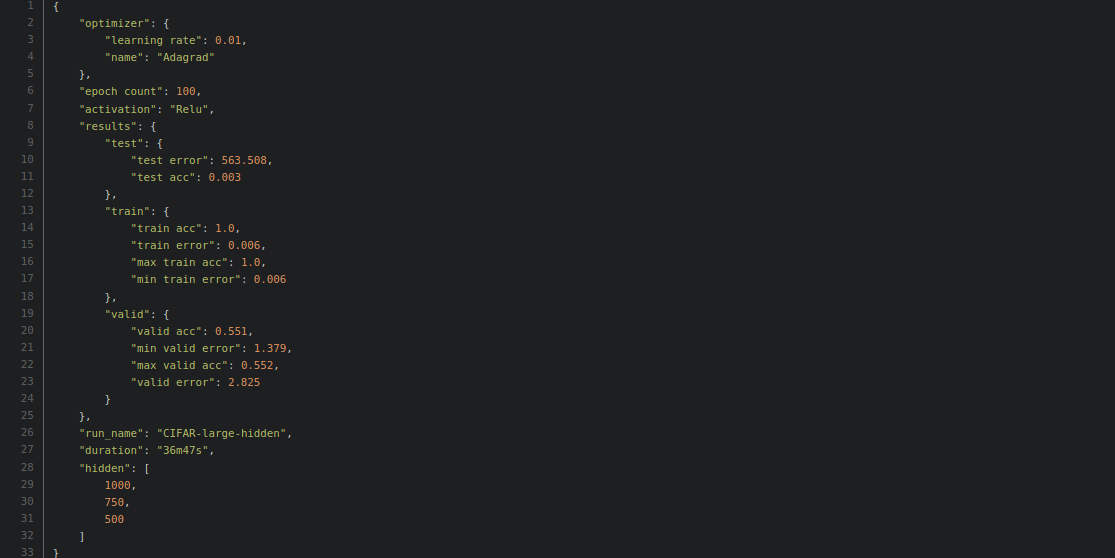 1 {
2     "optimizer": {
3         "learning rate": 0.01,
4         "name": "Adagrad"
5     },
6     "epoch count": 100,
7     "activation": "Relu",
8     "results": {
9         "test": {
10             "test error": 563.508,
11             "test acc": 0.003
12         },
13         "train": {
14             "train acc": 1.0,
15             "train error": 0.006,
16             "max train acc": 1.0,
17             "min train error": 0.006
18         },
19         "valid": {
20             "valid acc": 0.551,
21             "min valid error": 1.379,
22             "max valid acc": 0.552,
23             "valid error": 2.825
24         }
25     },
26     "run_name": "CIFAR-large-hidden",
27     "duration": "36m47s",
28     "hidden": [
29         1000,
30         750,
31         500
32     ]
33 }